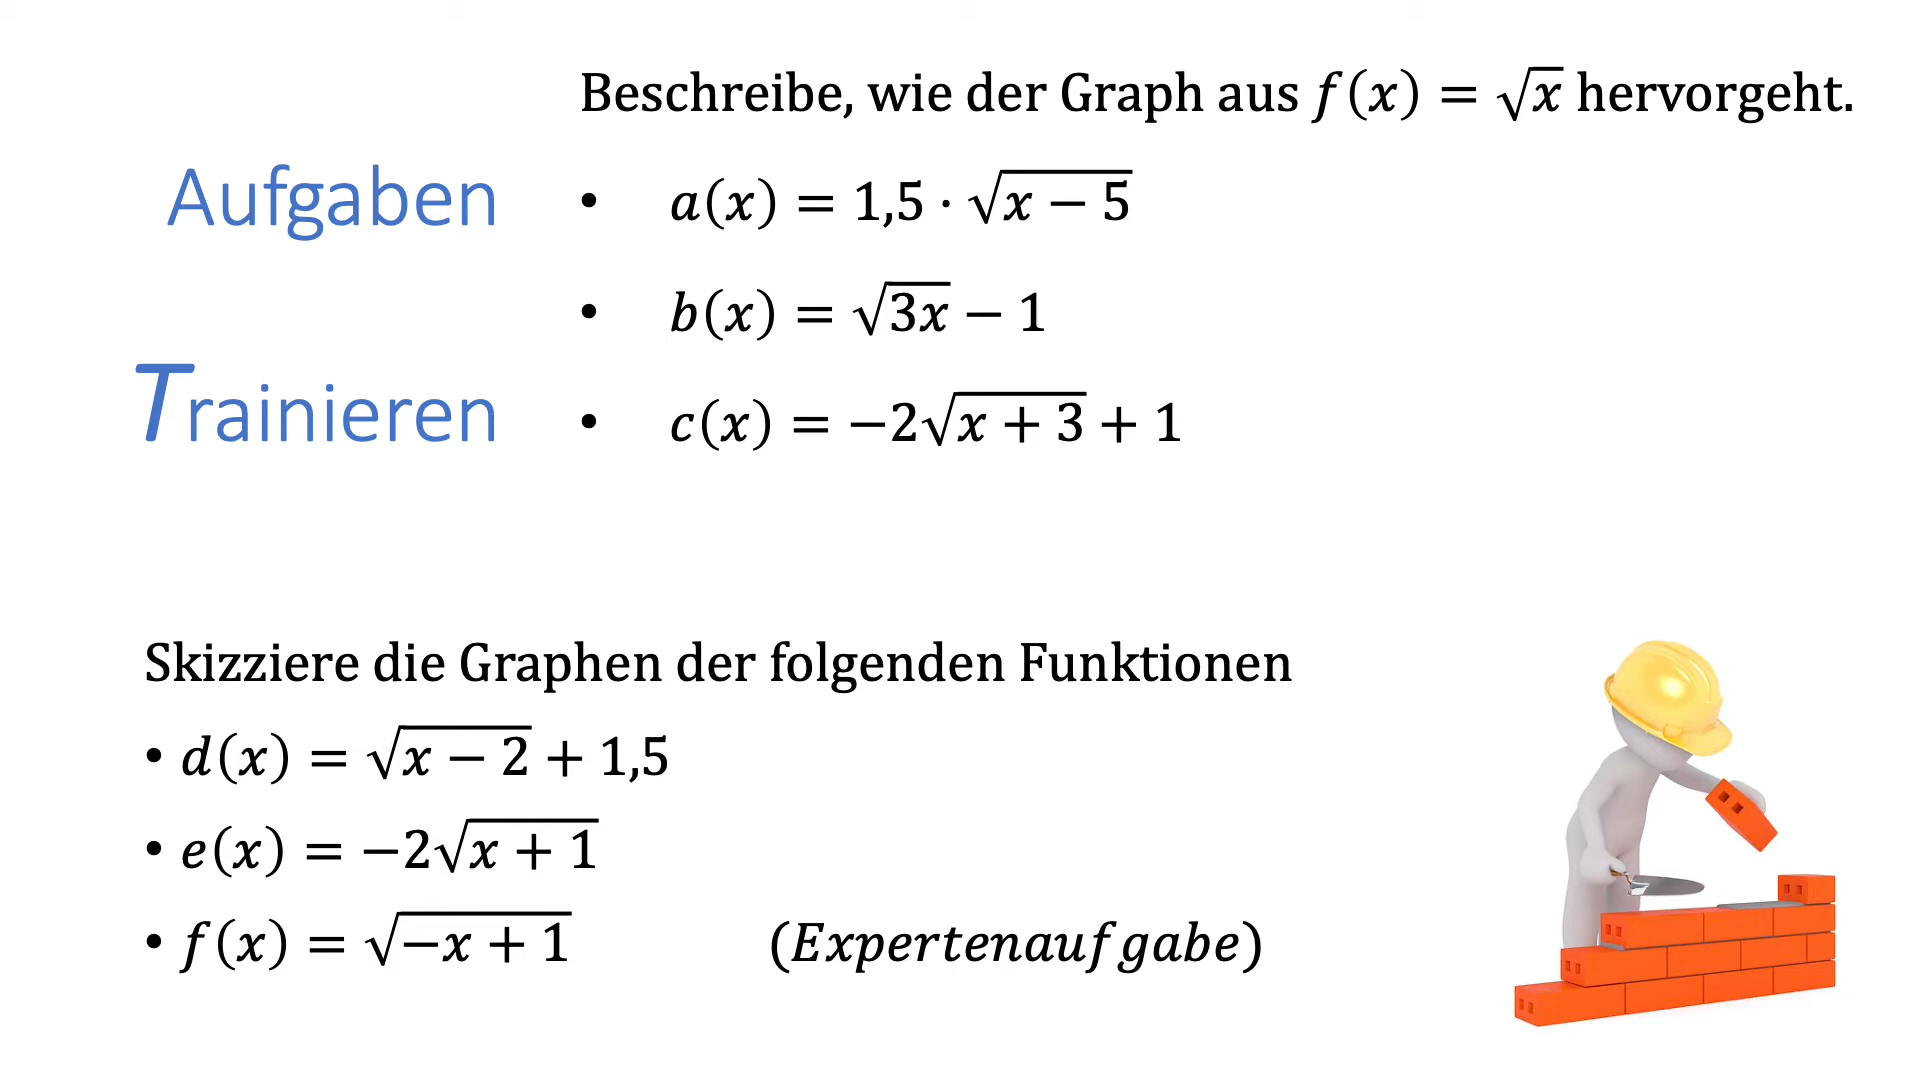 Beschreibe, wie der Graph aus f(x) = √x hervorgeht.
Aufgaben
• a(x) = 1,5 · √(x − 5)
• b(x) = √(3x) − 1
Trainieren
• c(x) = −2√(x + 3) + 1
Skizziere die Graphen der folgenden Funktionen
• d(x) = √(x − 2) + 1,5
• e(x) = −2√(x + 1)
• f(x) = √(−x + 1) (Expertenaufgabe)